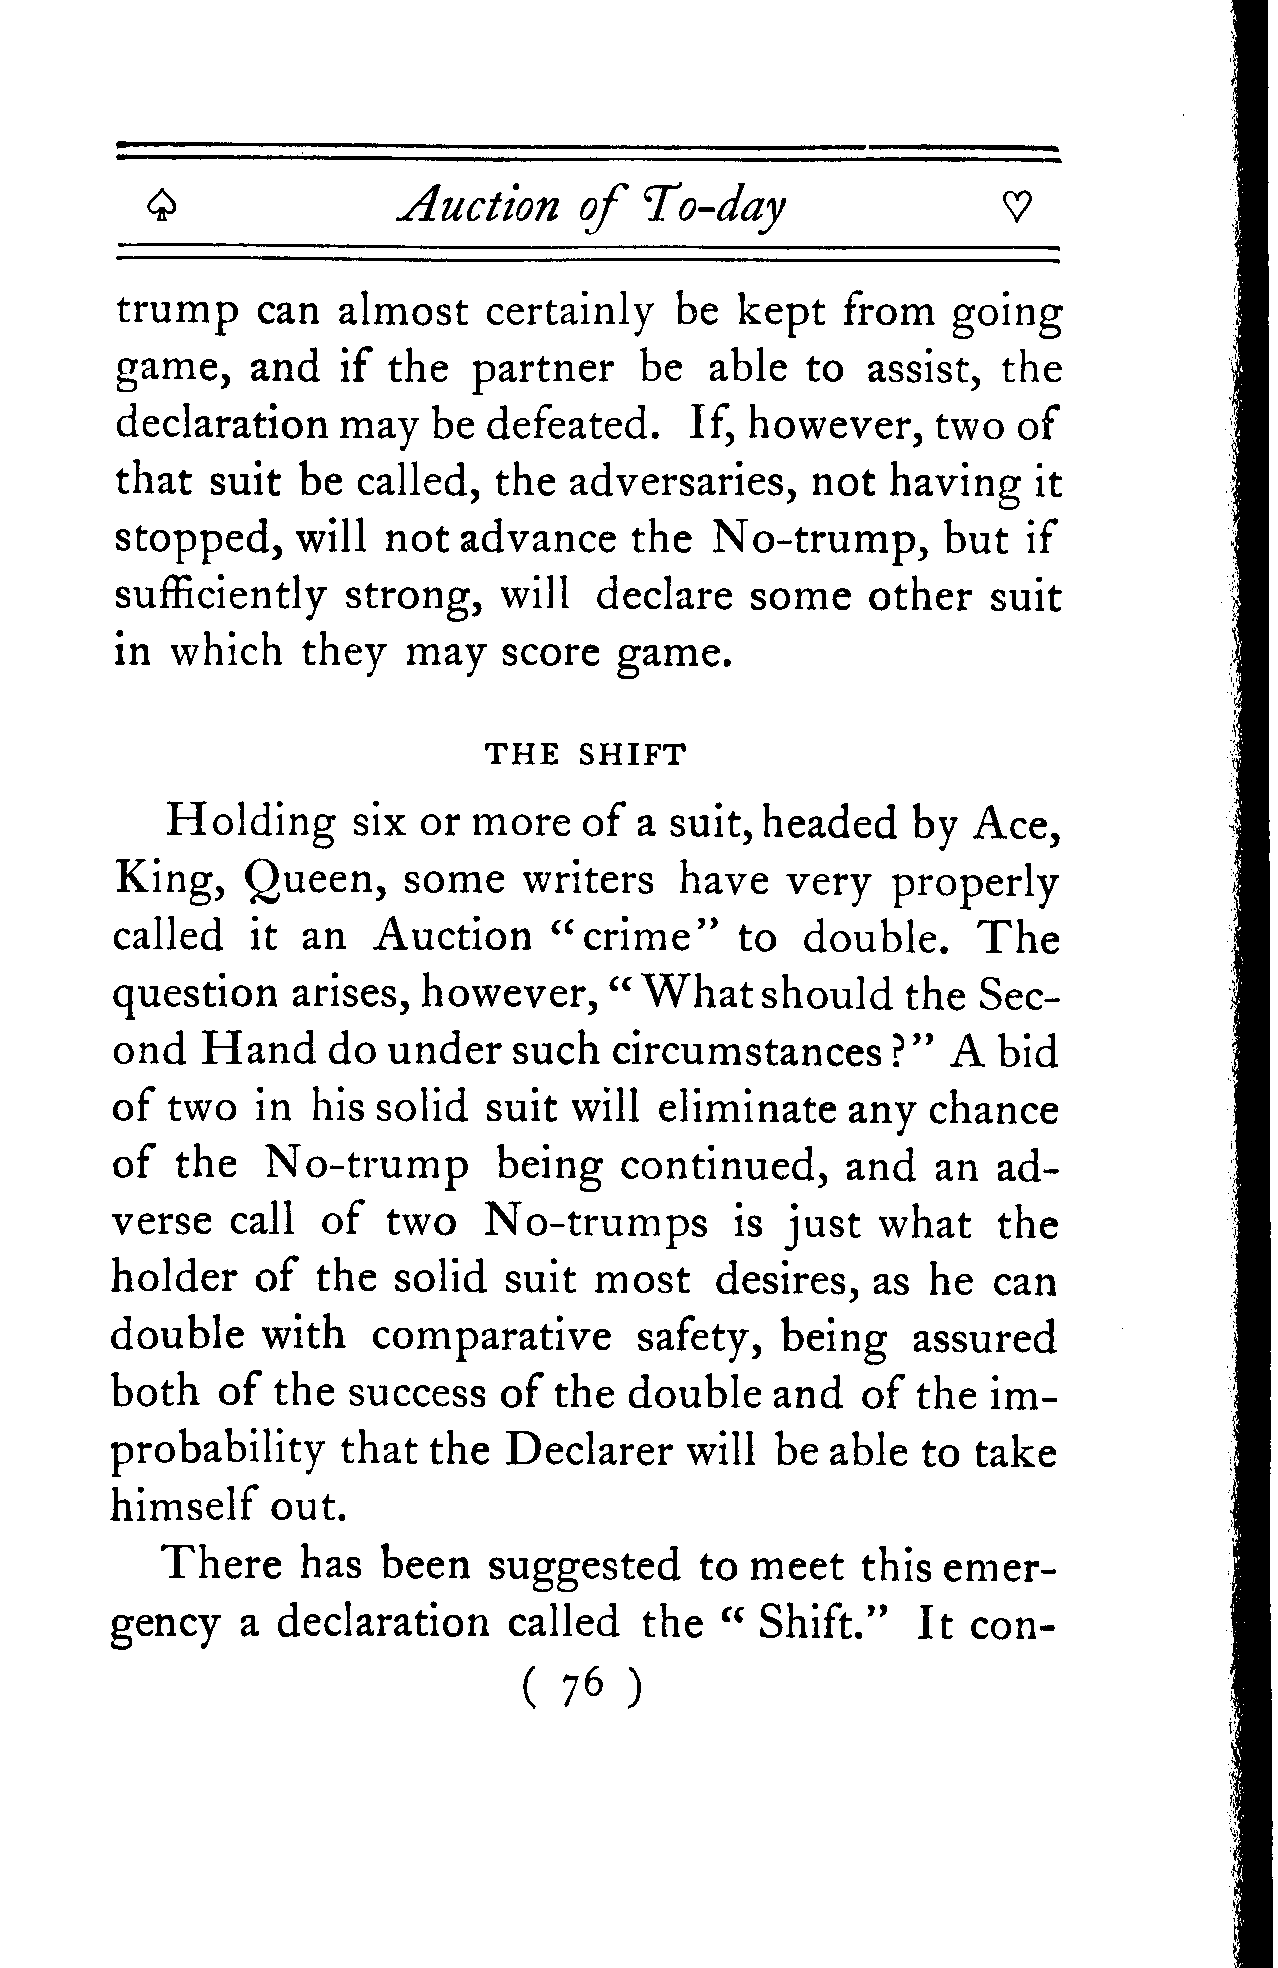 ♤ Auction of To-day ♡
trump can almost certainly be kept from going
game, and if the partner be able to assist, the
declaration may be defeated. If, however, two of
that suit be called, the adversaries, not having it
stopped, will not advance the No-trump, but if
sufficiently strong, will declare some other suit
in which they may score game.
THE SHIFT
Holding six or more of a suit, headed by Ace,
King, Queen, some writers have very properly
called it an Auction “crime” to double. The
question arises, however, “What should the Sec-
ond Hand do under such circumstances?” A bid
of two in his solid suit will eliminate any chance
of the No-trump being continued, and an ad-
verse call of two No-trumps is just what the
holder of the solid suit most desires, as he can
double with comparative safety, being assured
both of the success of the double and of the im-
probability that the Declarer will be able to take
himself out.
There has been suggested to meet this emer-
gency a declaration called the “Shift.” It con-
( 76 )